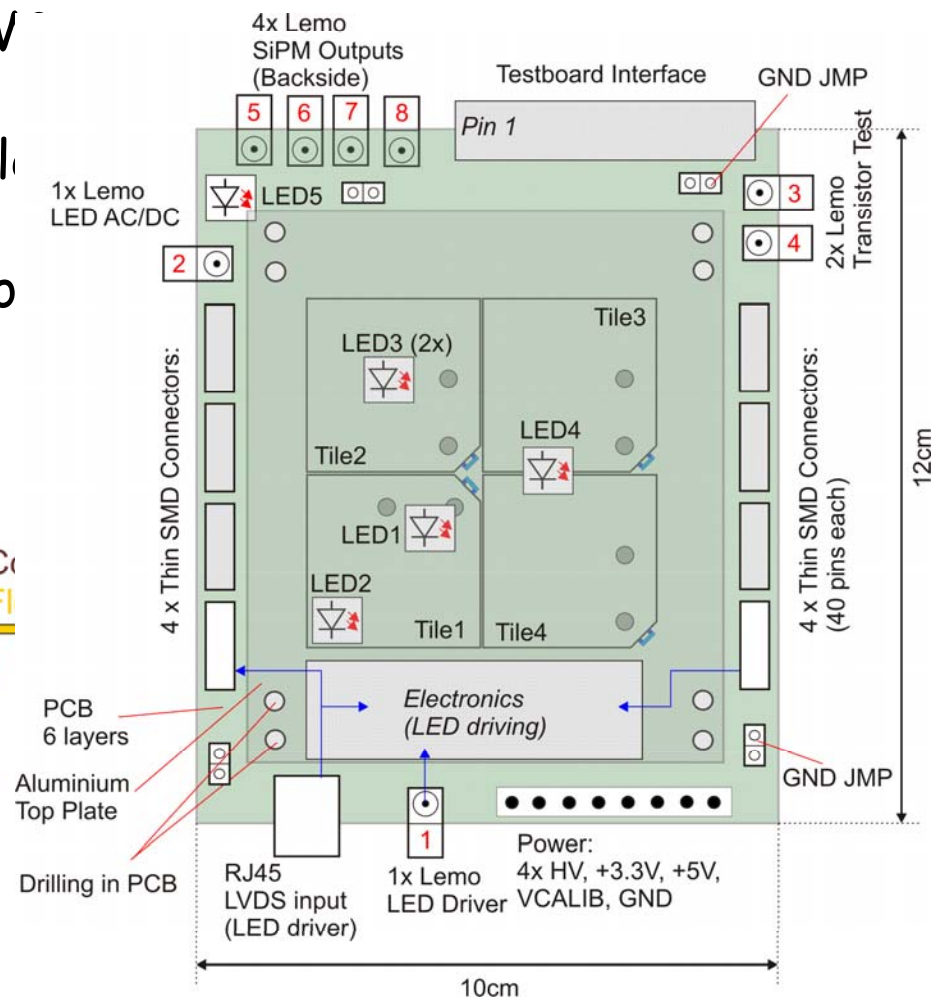 4x Lemo
SiPM Outputs
(Backside)
Testboard Interface
GND JMP
5
6
7
8
Pin 1
1x Lemo
LED AC/DC
LED5
3
4
2x Lemo
Transistor Test
2
4 x Thin SMD Connectors:
LED3 (2x)
Tile3
Tile2
LED4
LED1
LED2
Tile1
Tile4
4 x Thin SMD Connectors:
(40 pins each)
12cm
PCB
6 layers
Electronics
(LED driving)
Aluminium
Top Plate
GND JMP
Drilling in PCB
1
RJ45
LVDS input
(LED driver)
1x Lemo
LED Driver
Power:
4x HV, +3.3V, +5V,
VCALIB, GND
10cm